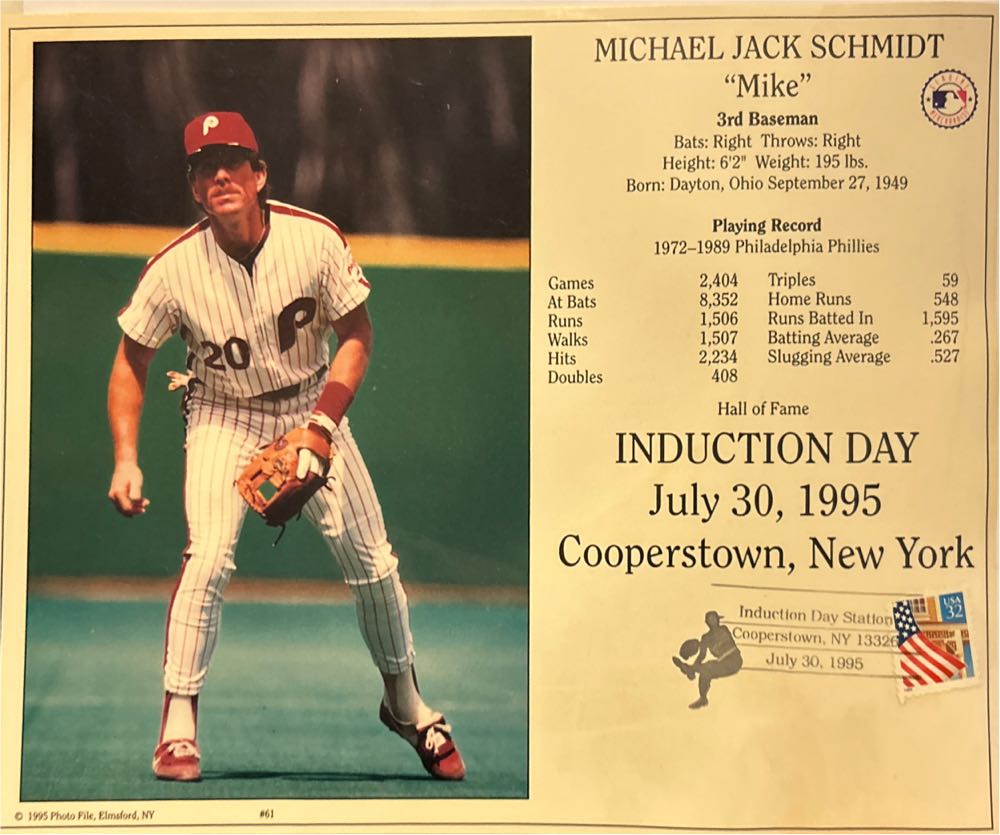 MICHAEL JACK SCHMIDT
“Mike”
3rd Baseman
Bats: Right Throws: Right
Height: 6'2" Weight: 195 lbs.
Born: Dayton, Ohio September 27, 1949
Playing Record
1972–1989 Philadelphia Phillies
Games 2,404 Triples 59
At Bats 8,352 Home Runs 548
Runs 1,506 Runs Batted In 1,595
Walks 1,507 Batting Average .267
Hits 2,234 Slugging Average .527
Doubles 408
Hall of Fame
INDUCTION DAY
July 30, 1995
Cooperstown, New York
Induction Day Station
Cooperstown, NY 13326
July 30, 1995
USA
32
P
P
20
© 1995 Photo File, Elmsford, NY #61